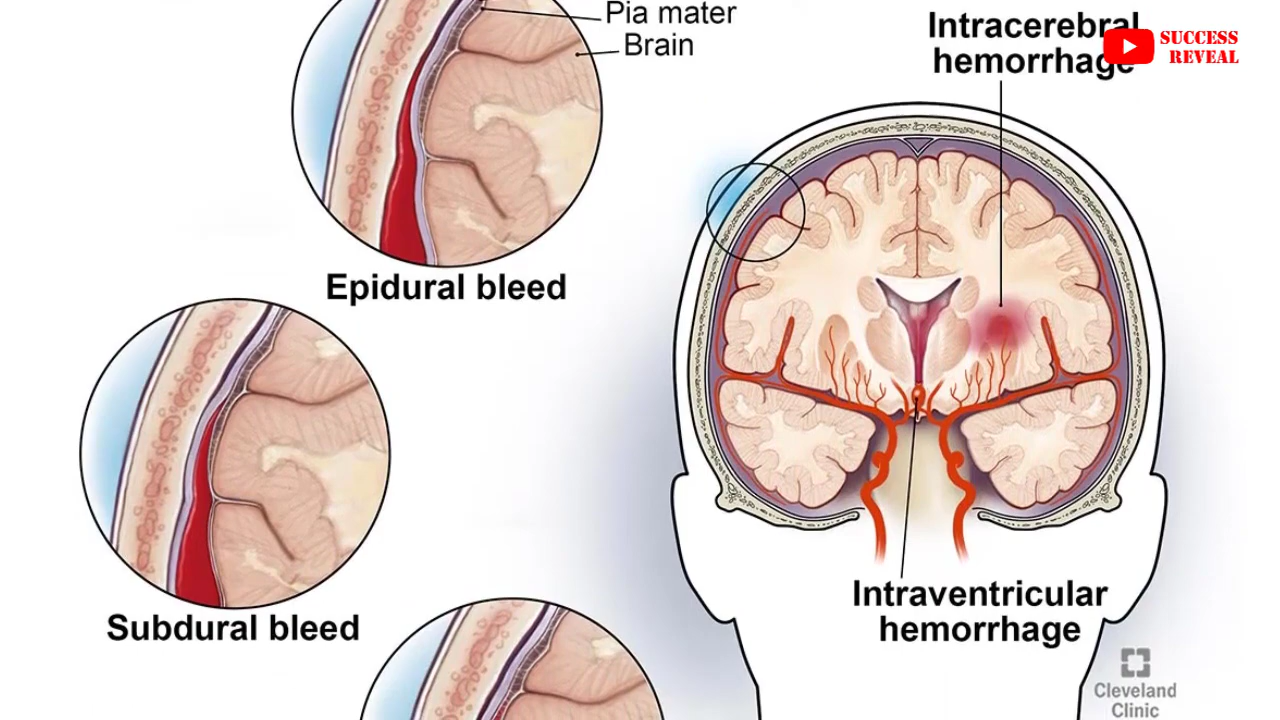 Pia mater
Brain
Intracerebral
hemorrhage
SUCCESS
REVEAL
Epidural bleed
Subdural bleed
Intraventricular
hemorrhage
Cleveland
Clinic